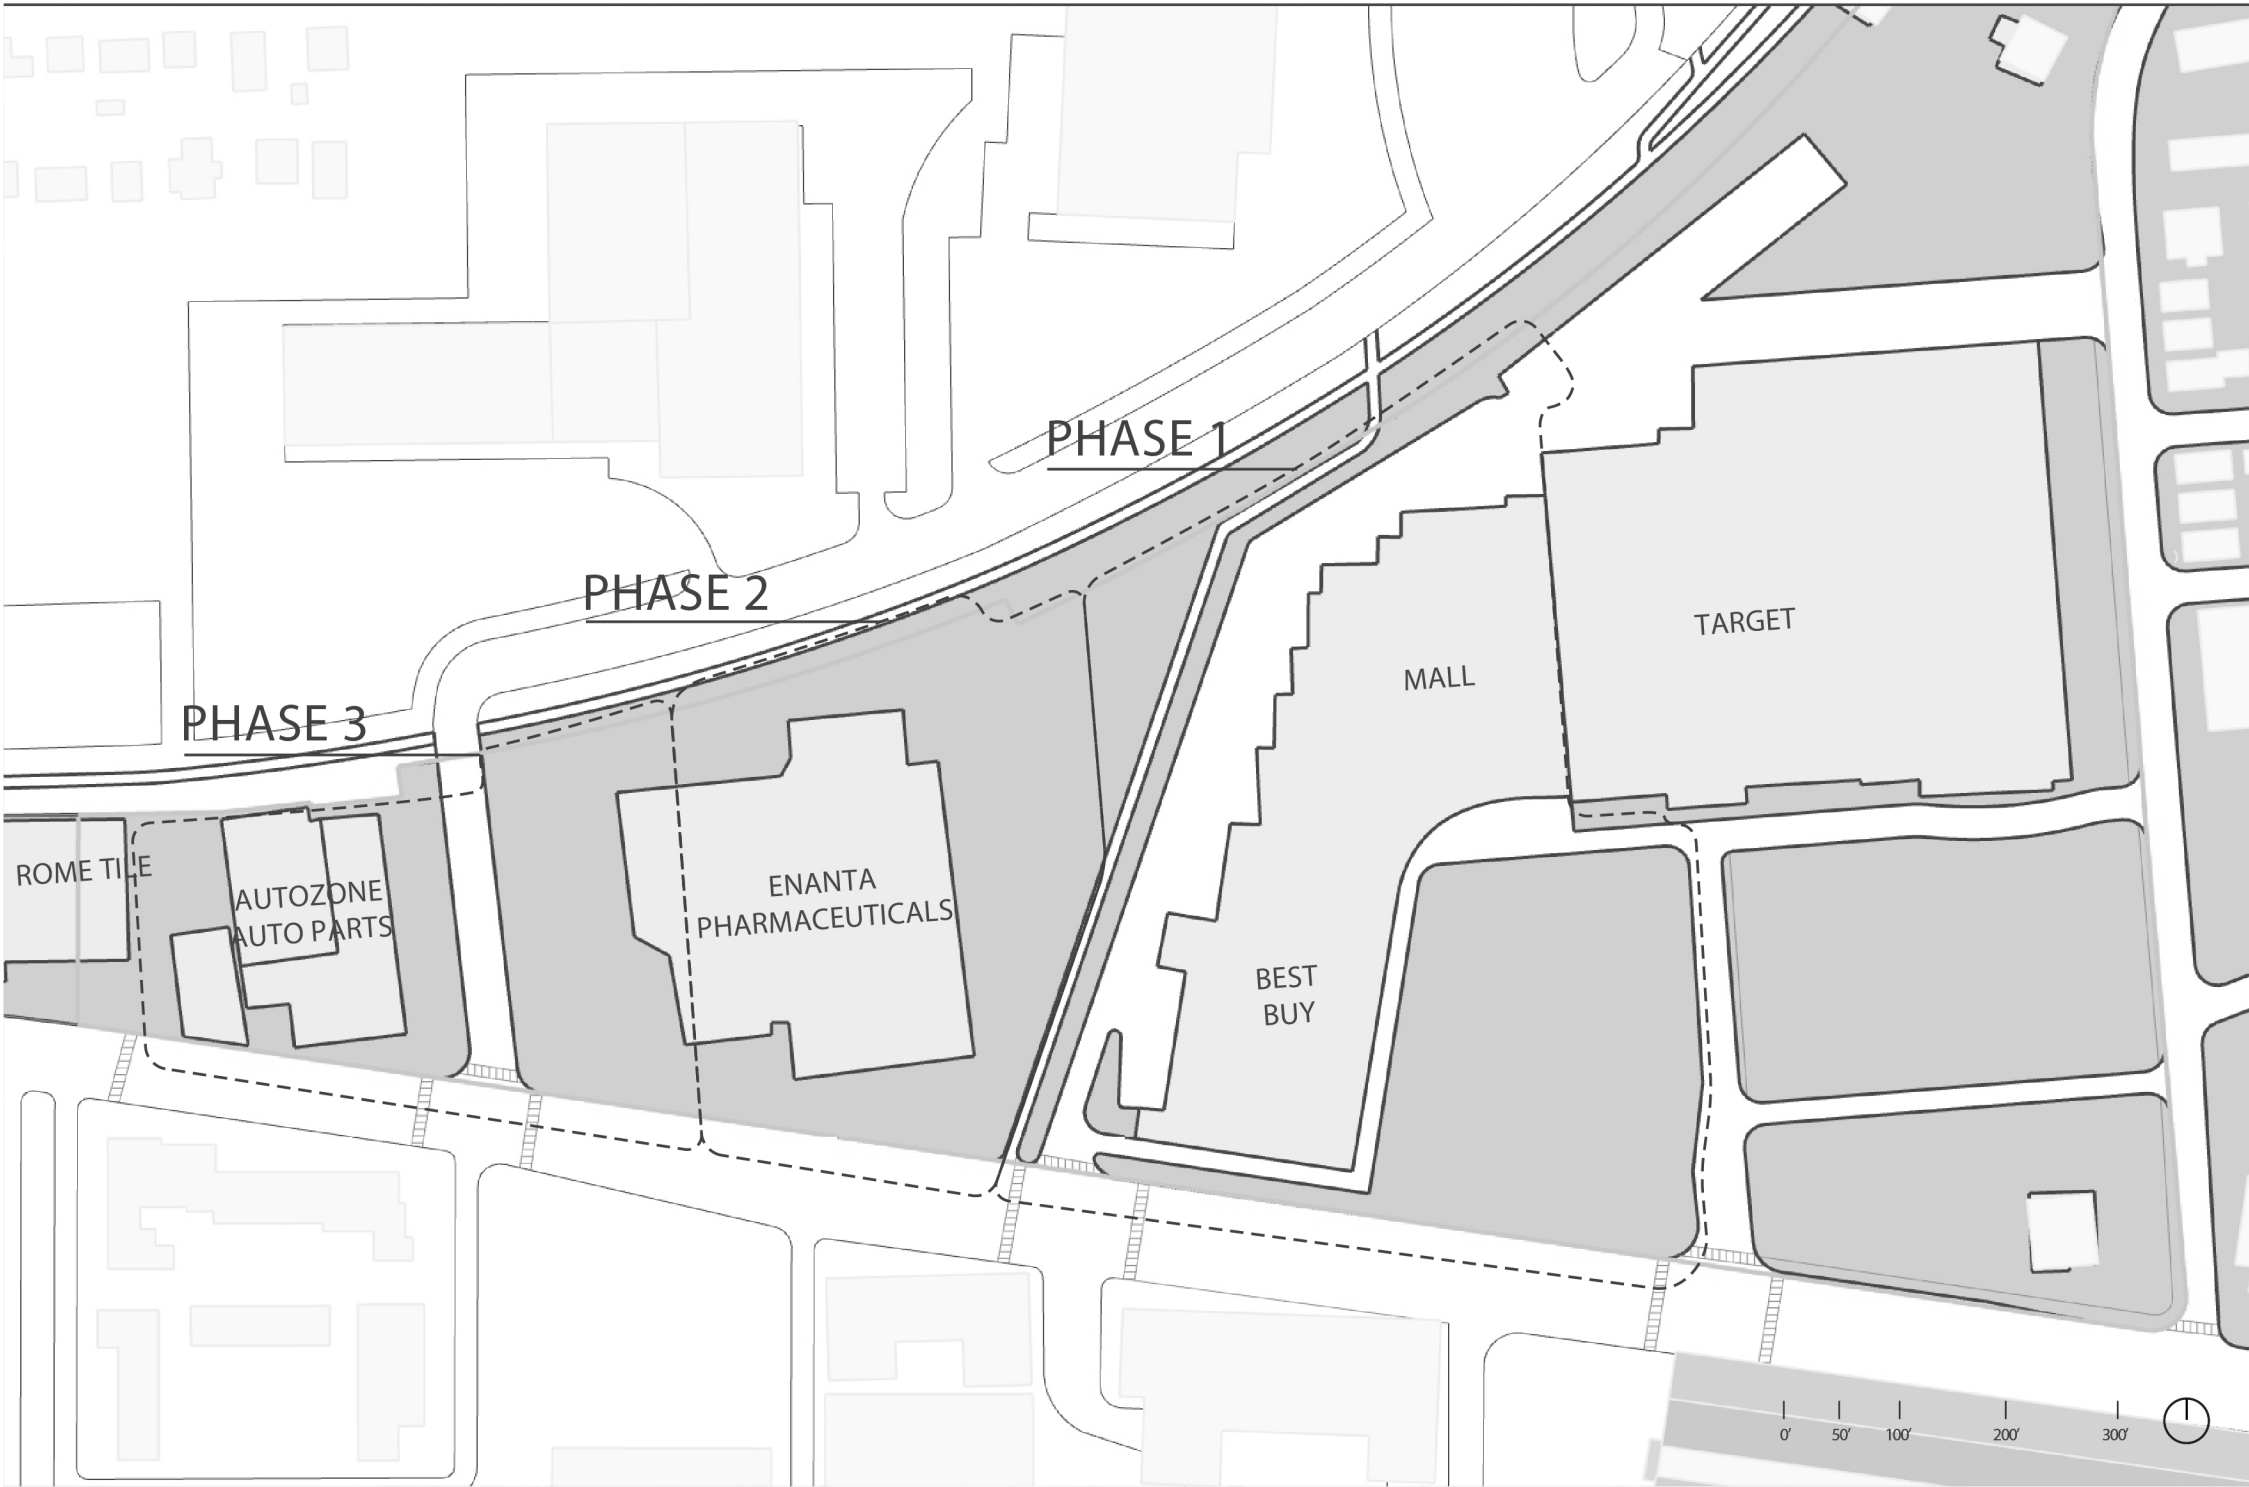 PHASE 1
PHASE 2
PHASE 3
TARGET
MALL
ROME TILE
AUTOZONE
AUTO PARTS
ENANTA
PHARMACEUTICALS
BEST
BUY
0' 50' 100' 200' 300'